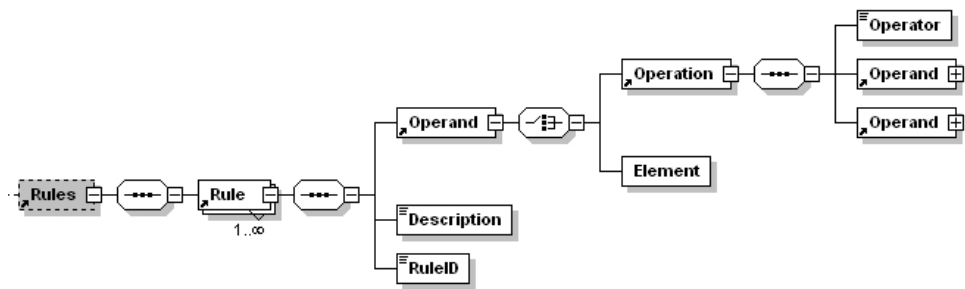 Operator
Operation
Operand
Operand
Operand
Element
Rules
Rule
1..∞
Description
RuleID